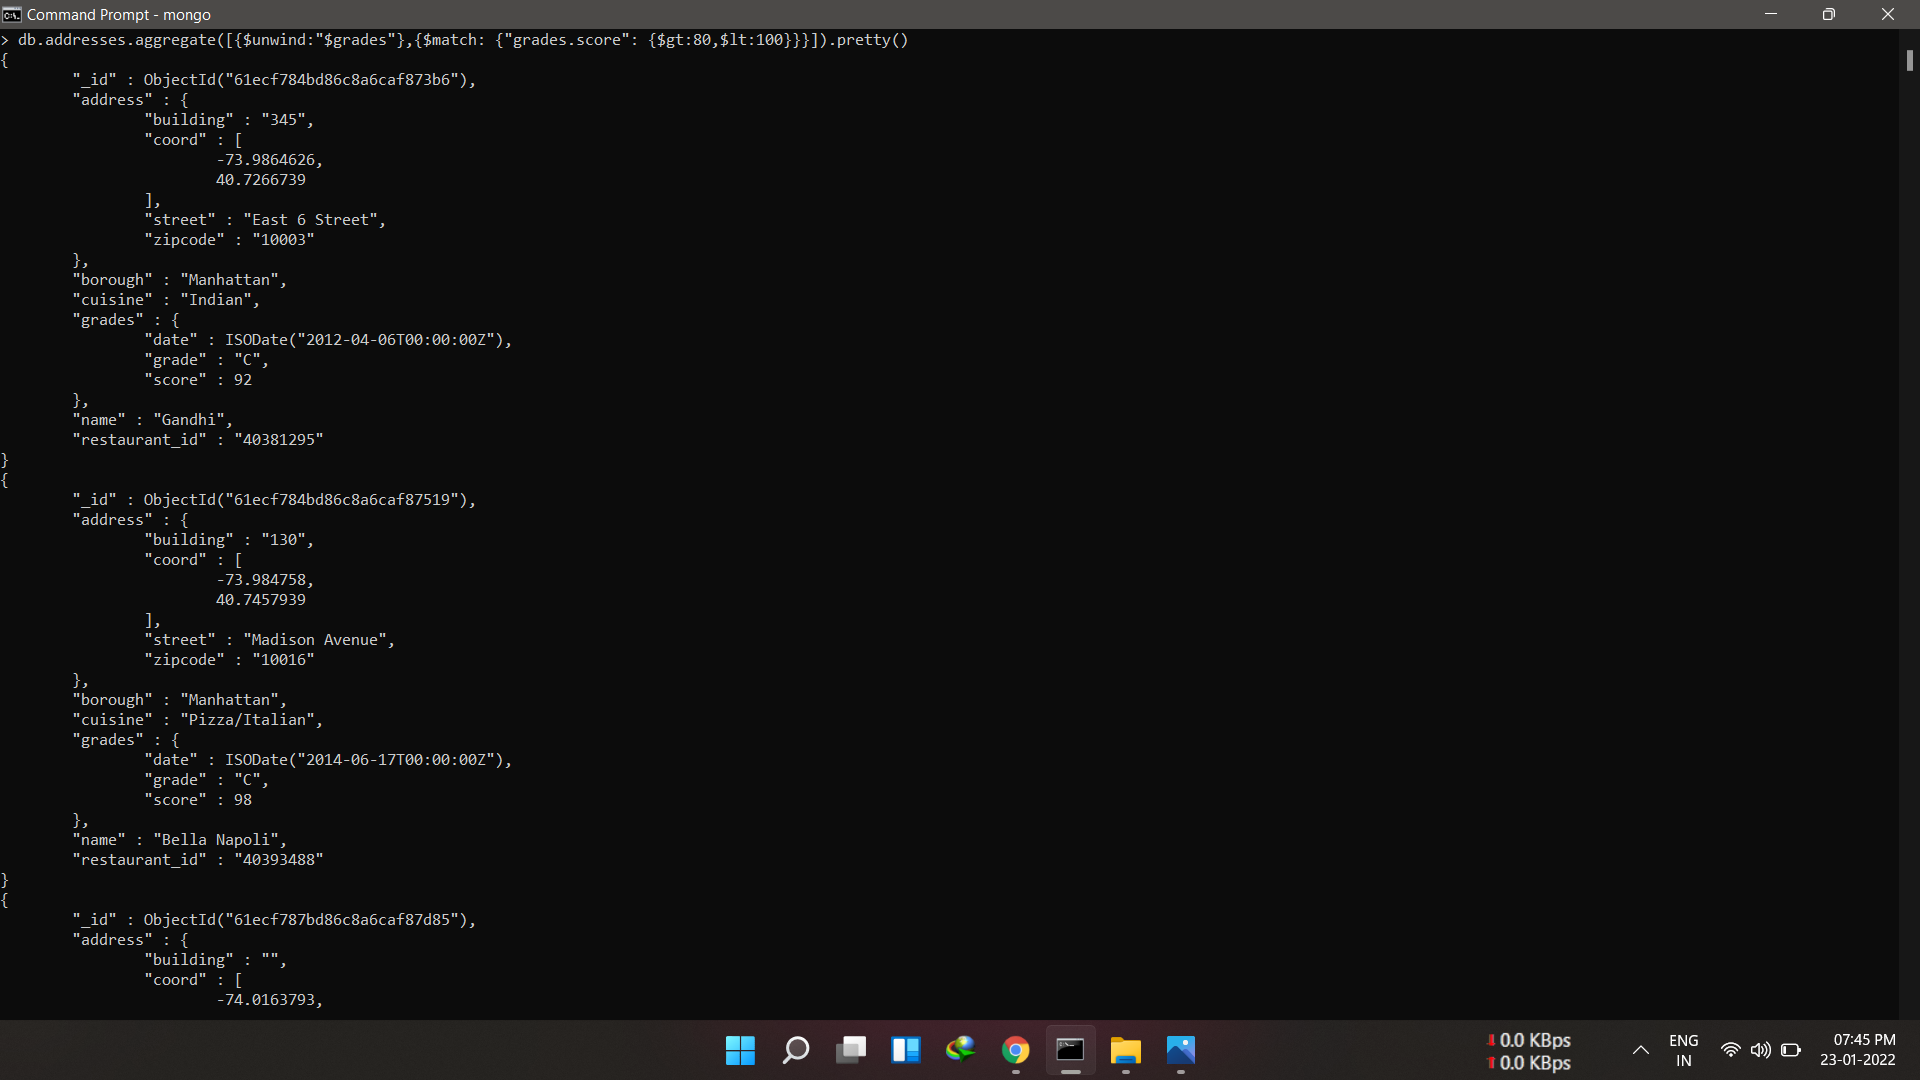 Command Prompt - mongo
> db.addresses.aggregate([{$unwind:"$grades"},{$match: {"grades.score": {$gt:80,$lt:100}}}]).pretty()
{
        "_id" : ObjectId("61ecf784bd86c8a6caf873b6"),
        "address" : {
                "building" : "345",
                "coord" : [
                        -73.9864626,
                        40.7266739
                ],
                "street" : "East 6 Street",
                "zipcode" : "10003"
        },
        "borough" : "Manhattan",
        "cuisine" : "Indian",
        "grades" : {
                "date" : ISODate("2012-04-06T00:00:00Z"),
                "grade" : "C",
                "score" : 92
        },
        "name" : "Gandhi",
        "restaurant_id" : "40381295"
}
{
        "_id" : ObjectId("61ecf784bd86c8a6caf87519"),
        "address" : {
                "building" : "130",
                "coord" : [
                        -73.984758,
                        40.7457939
                ],
                "street" : "Madison Avenue",
                "zipcode" : "10016"
        },
        "borough" : "Manhattan",
        "cuisine" : "Pizza/Italian",
        "grades" : {
                "date" : ISODate("2014-06-17T00:00:00Z"),
                "grade" : "C",
                "score" : 98
        },
        "name" : "Bella Napoli",
        "restaurant_id" : "40393488"
}
{
        "_id" : ObjectId("61ecf787bd86c8a6caf87d85"),
        "address" : {
                "building" : "",
                "coord" : [
                        -74.0163793,
0.0 KBps
0.0 KBps
ENG
IN
07:45 PM
23-01-2022